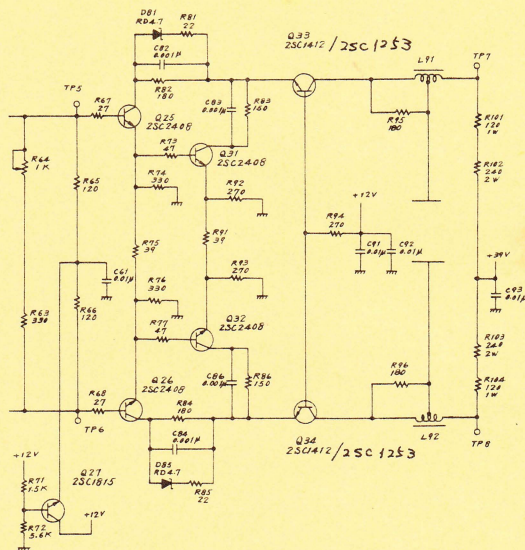 D81
RD4.7
R81
22
C82
0.001µ
R82
180
Q33
2SC1412 / 2SC1253
L91
TP7
TP5
R67
27
Q25
2SC2408
C83
0.001µ
R83
R95
180
R101
120
1W
R64
1K
R65
120
R73
47
Q31
2SC2408
R74
330
R92
270
R102
240
2W
+12V
R75
39
R91
39
R94
270
C91
0.01µ
C92
0.01µ
+39V
C61
0.01µ
R76
330
R93
270
C93
0.01µ
R63
330
R66
120
R77
47
Q32
2SC2408
R103
240
2W
Q26
2SC2408
C86
0.001µ
R86
150
R96
180
R104
120
1W
R68
27
R84
180
TP6
C84
0.001µ
Q34
2SC1412 / 2SC1253
L92
TP8
D83
RD4.7
R85
22
+12V
Q27
2SC1815
R71
1.5K
+12V
R72
5.6K